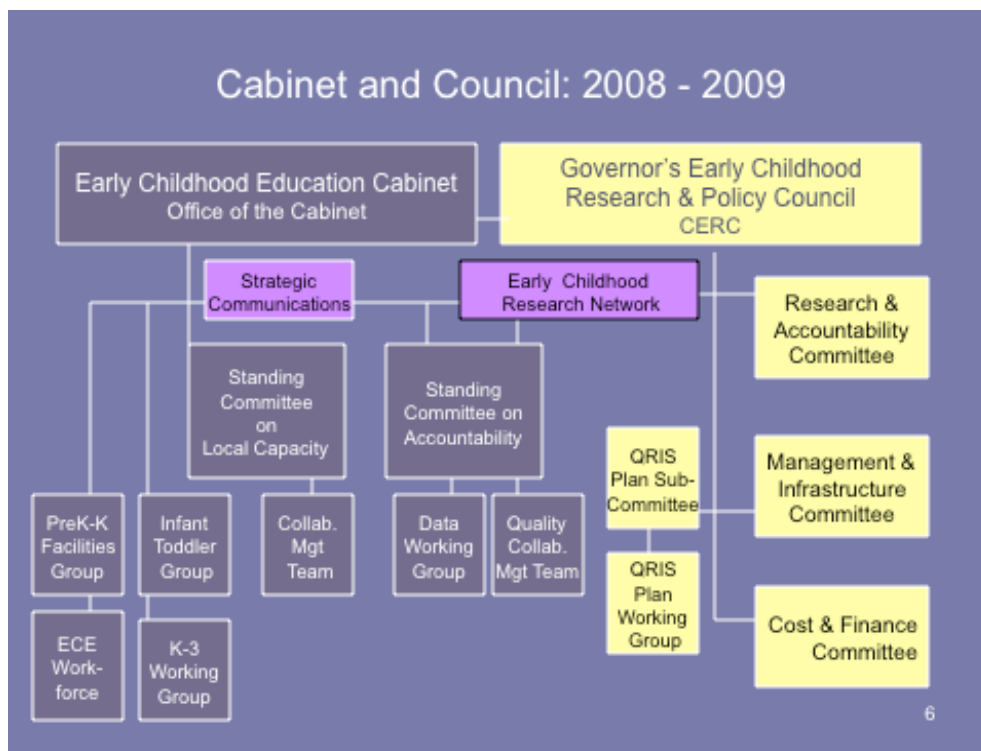 Cabinet and Council: 2008 - 2009
Early Childhood Education Cabinet
Office of the Cabinet
Governor's Early Childhood
Research & Policy Council
CERC
Strategic
Communications
Early Childhood
Research Network
Research &
Accountability
Committee
Standing
Committee
on
Local Capacity
Standing
Committee on
Accountability
QRIS
Plan Sub-
Committee
Management &
Infrastructure
Committee
PreK-K
Facilities
Group
Infant
Toddler
Group
Collab.
Mgt
Team
Data
Working
Group
Quality
Collab.
Mgt Team
QRIS
Plan
Working
Group
ECE
Work-
force
K-3
Working
Group
Cost & Finance
Committee
6